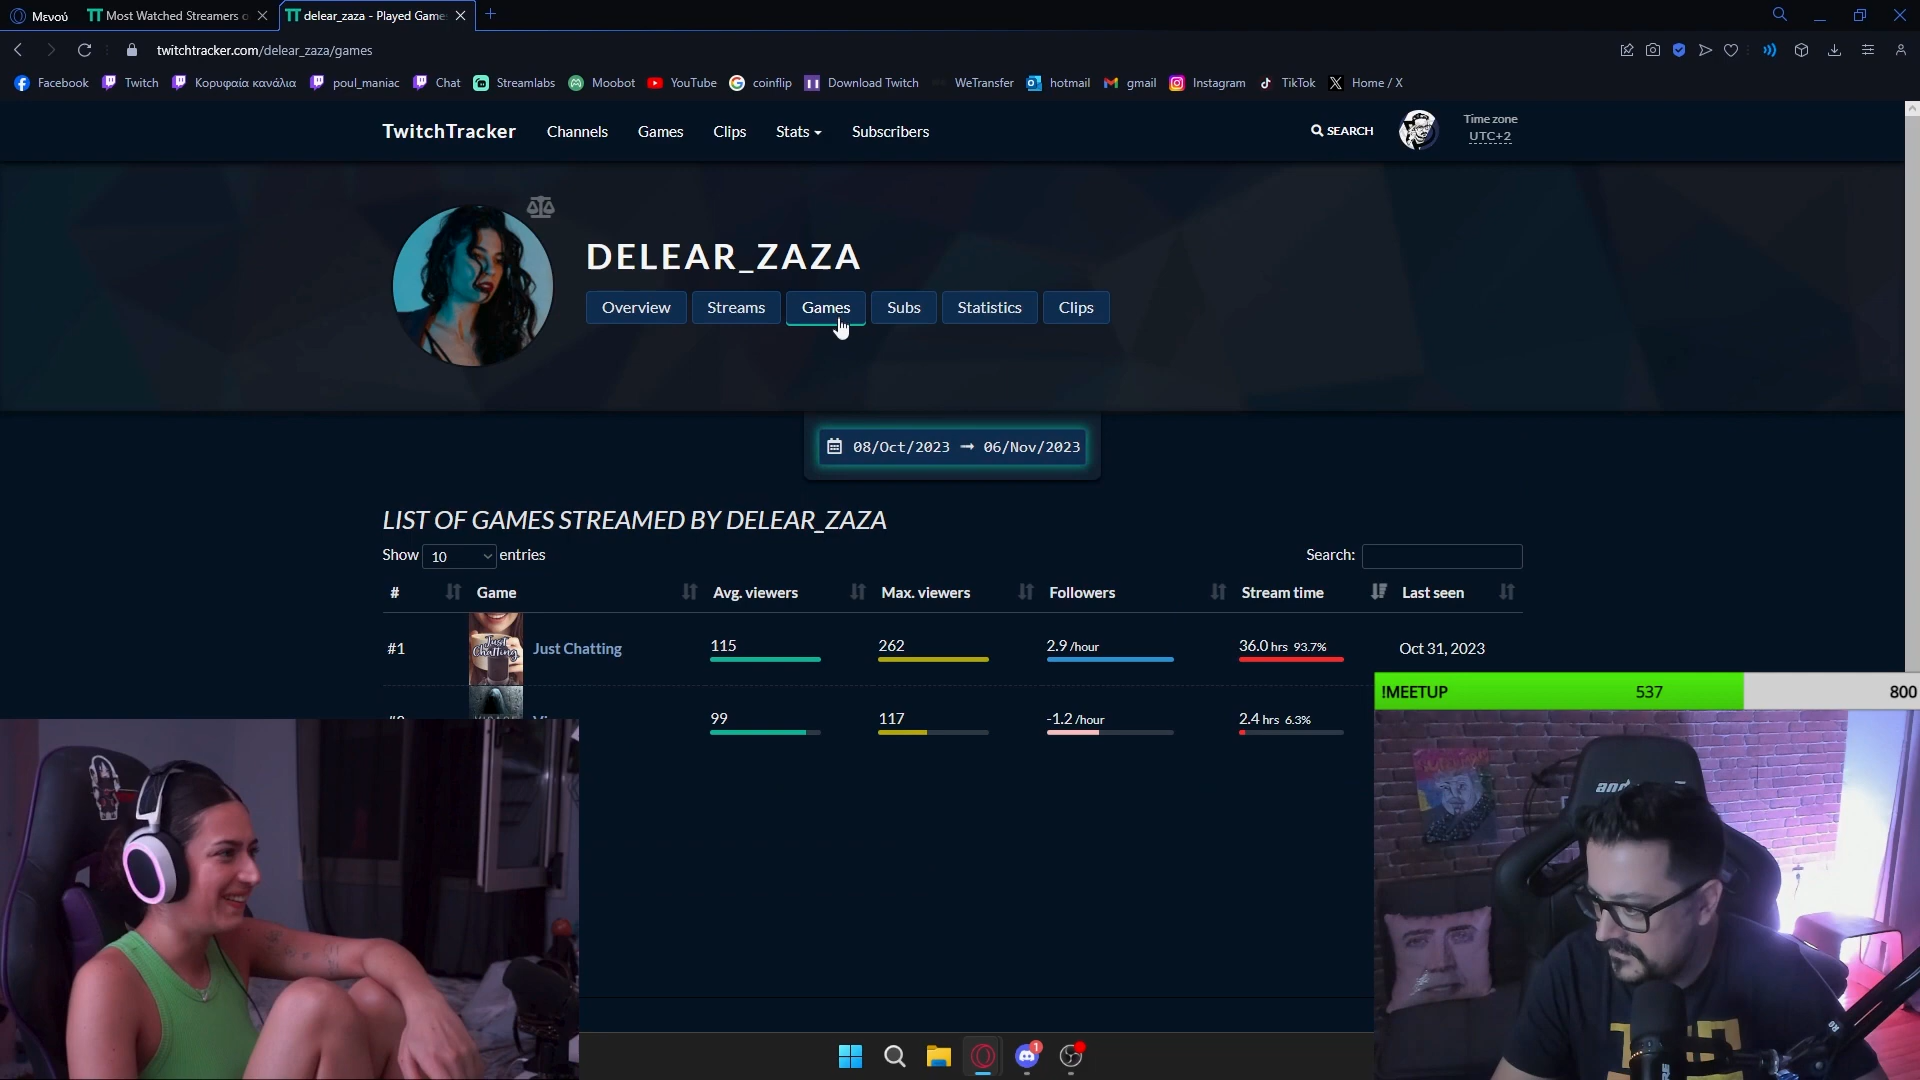 Μενού
Most Watched Streamers o
delear_zaza - Played Game
twitchtracker.com/delear_zaza/games
Facebook
Twitch
Κορυφαία κανάλια
poul_maniac
Chat
Streamlabs
Moobot
YouTube
coinflip
Download Twitch
WeTransfer
hotmail
gmail
Instagram
TikTok
Home / X
TwitchTracker
Channels
Games
Clips
Stats
Subscribers
SEARCH
Time zone
UTC+2
DELEAR_ZAZA
Overview
Streams
Games
Subs
Statistics
Clips
08/Oct/2023 → 06/Nov/2023
LIST OF GAMES STREAMED BY DELEAR_ZAZA
Show 10 entries
Search:
# Game Avg. viewers Max. viewers Followers Stream time Last seen
#1 Just Chatting 115 262 2.9 /hour 36.0 hrs 93.7% Oct 31, 2023
Just Chatting
99 117 -1.2 /hour 2.4 hrs 6.3%
!MEETUP 537 800
1